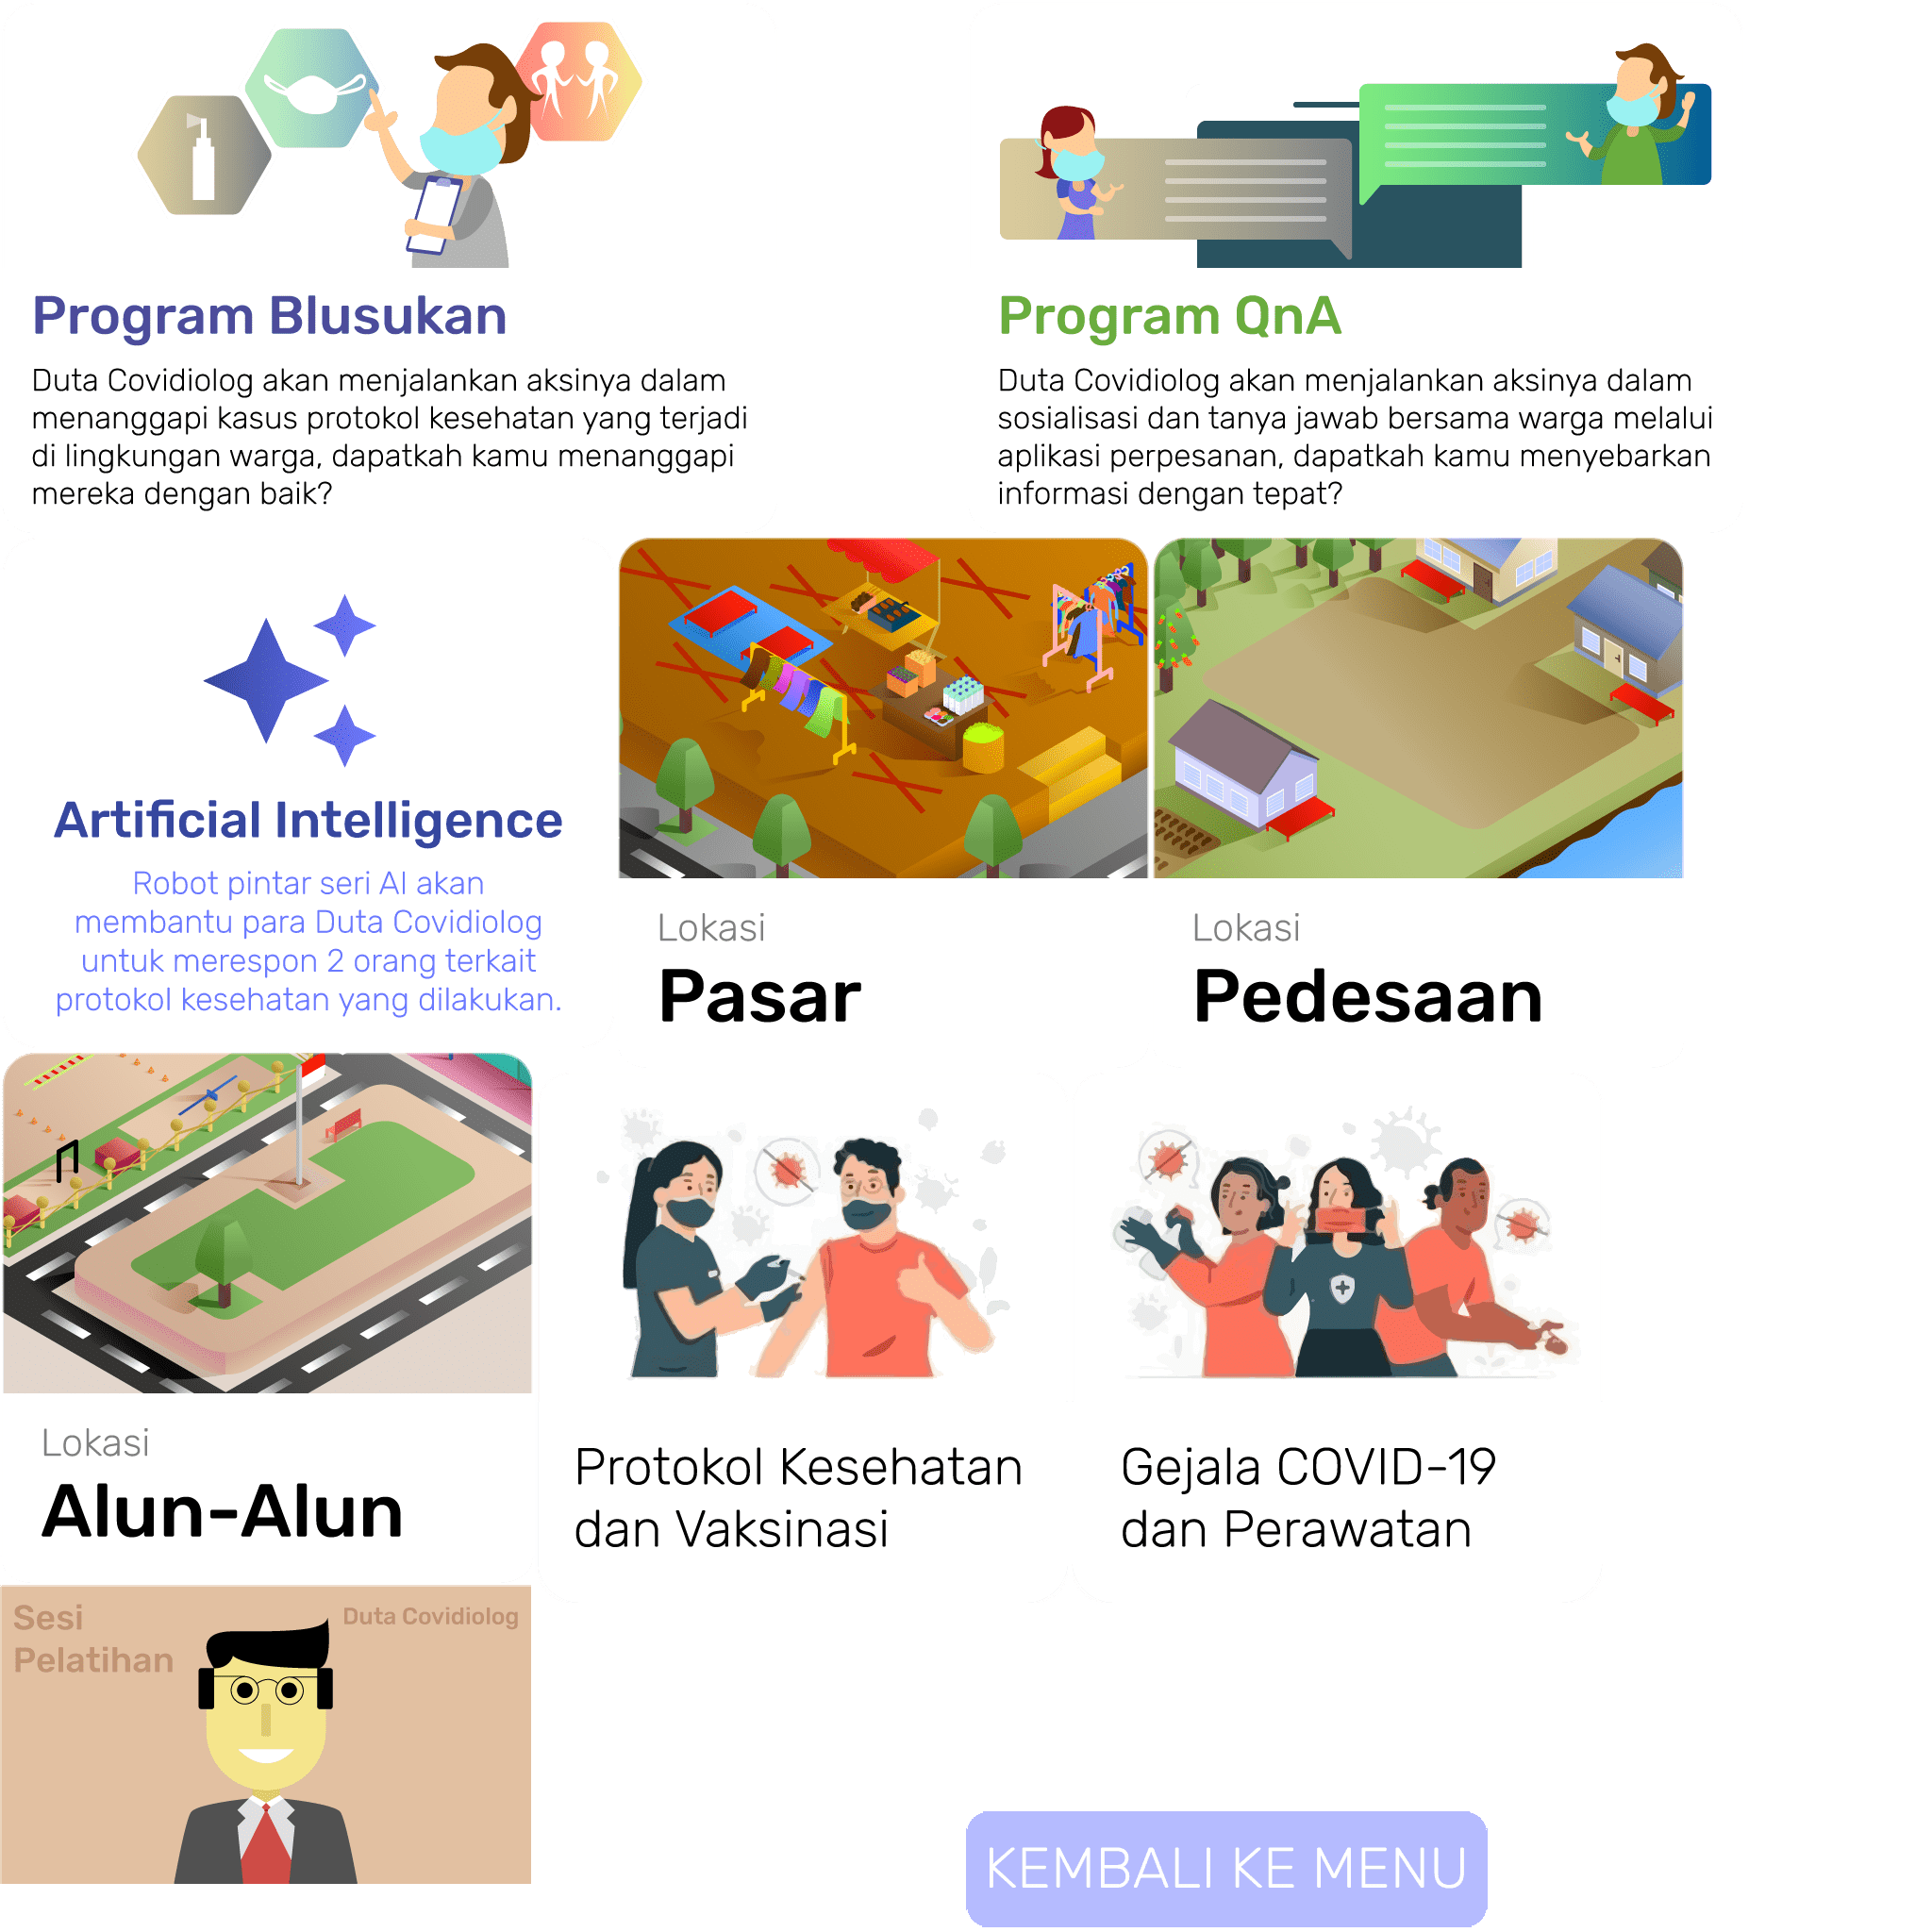 Program Blusukan
Duta Covidiolog akan menjalankan aksinya dalam
menanggapi kasus protokol kesehatan yang terjadi
di lingkungan warga, dapatkah kamu menanggapi
mereka dengan baik?
Program QnA
Duta Covidiolog akan menjalankan aksinya dalam
sosialisasi dan tanya jawab bersama warga melalui
aplikasi perpesanan, dapatkah kamu menyebarkan
informasi dengan tepat?
Artificial Intelligence
Robot pintar seri AI akan
membantu para Duta Covidiolog
untuk merespon 2 orang terkait
protokol kesehatan yang dilakukan.
Lokasi
Pasar
Lokasi
Pedesaan
Lokasi
Alun-Alun
Protokol Kesehatan
dan Vaksinasi
Gejala COVID-19
dan Perawatan
Sesi
Pelatihan
Duta Covidiolog
KEMBALI KE MENU